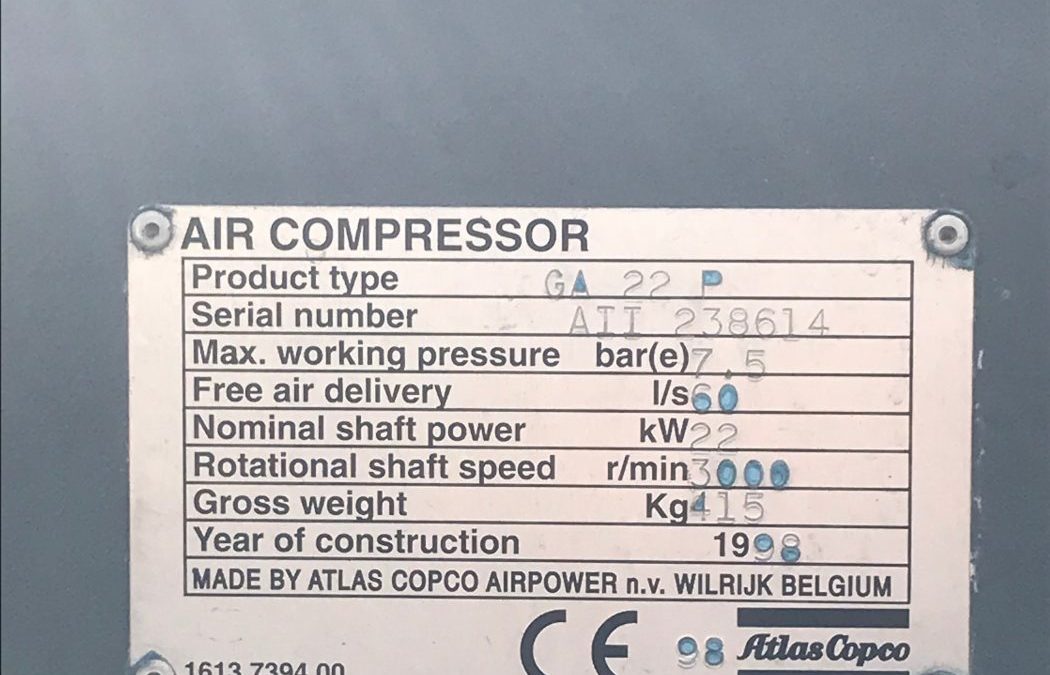 AIR COMPRESSOR
Product type GA 22 P
Serial number AII 238614
Max. working pressure bar(e) 7.5
Free air delivery l/s 60
Nominal shaft power kW 22
Rotational shaft speed r/min 3000
Gross weight Kg 415
Year of construction 1998
MADE BY ATLAS COPCO AIRPOWER n.v. WILRIJK BELGIUM
CE 98 Atlas Copco
1613 7394 00